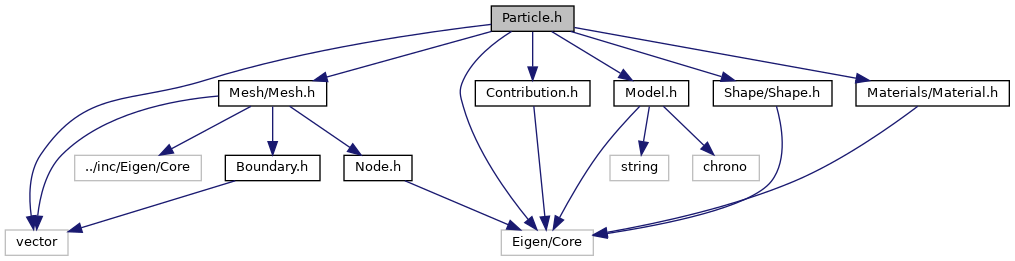 Particle.h
Mesh/Mesh.h
Contribution.h
Model.h
Shape/Shape.h
Materials/Material.h
../inc/Eigen/Core
Boundary.h
Node.h
string
chrono
vector
Eigen/Core